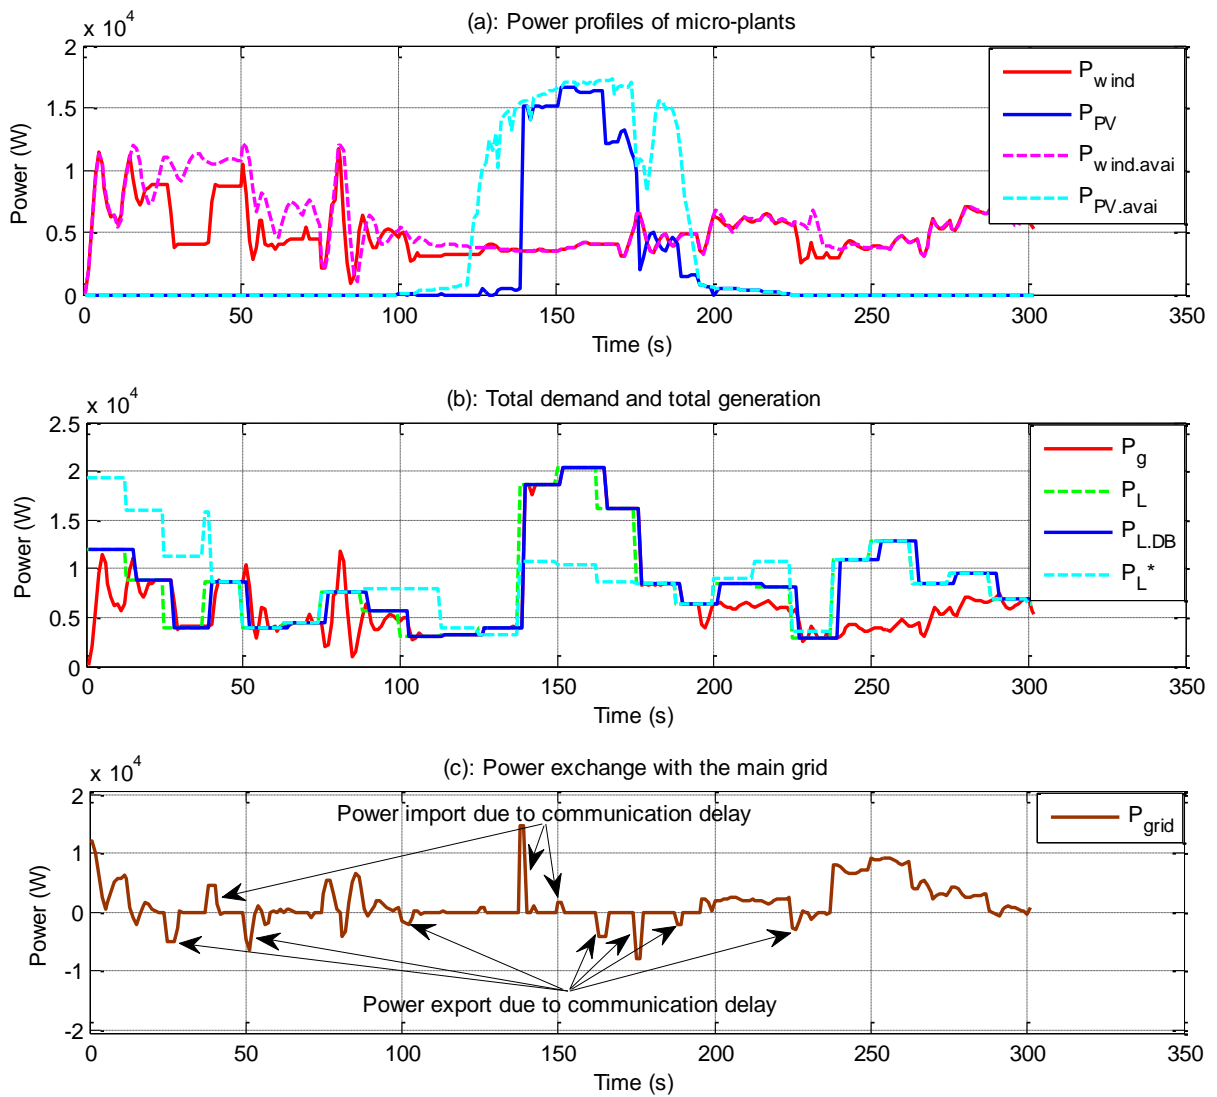 (a): Power profiles of micro-plants
x 10^4
2
1.5
1
0.5
0
Power (W)
0 50 100 150 200 250 300 350
Time (s)
P_wind
P_PV
P_wind.avai
P_PV.avai
(b): Total demand and total generation
x 10^4
2.5
2
1.5
1
0.5
0
Power (W)
0 50 100 150 200 250 300 350
Time (s)
P_g
P_L
P_L.DB
P_L*
(c): Power exchange with the main grid
x 10^4
2
1
0
-1
-2
Power (W)
Power import due to communication delay
Power export due to communication delay
P_grid
0 50 100 150 200 250 300 350
Time (s)